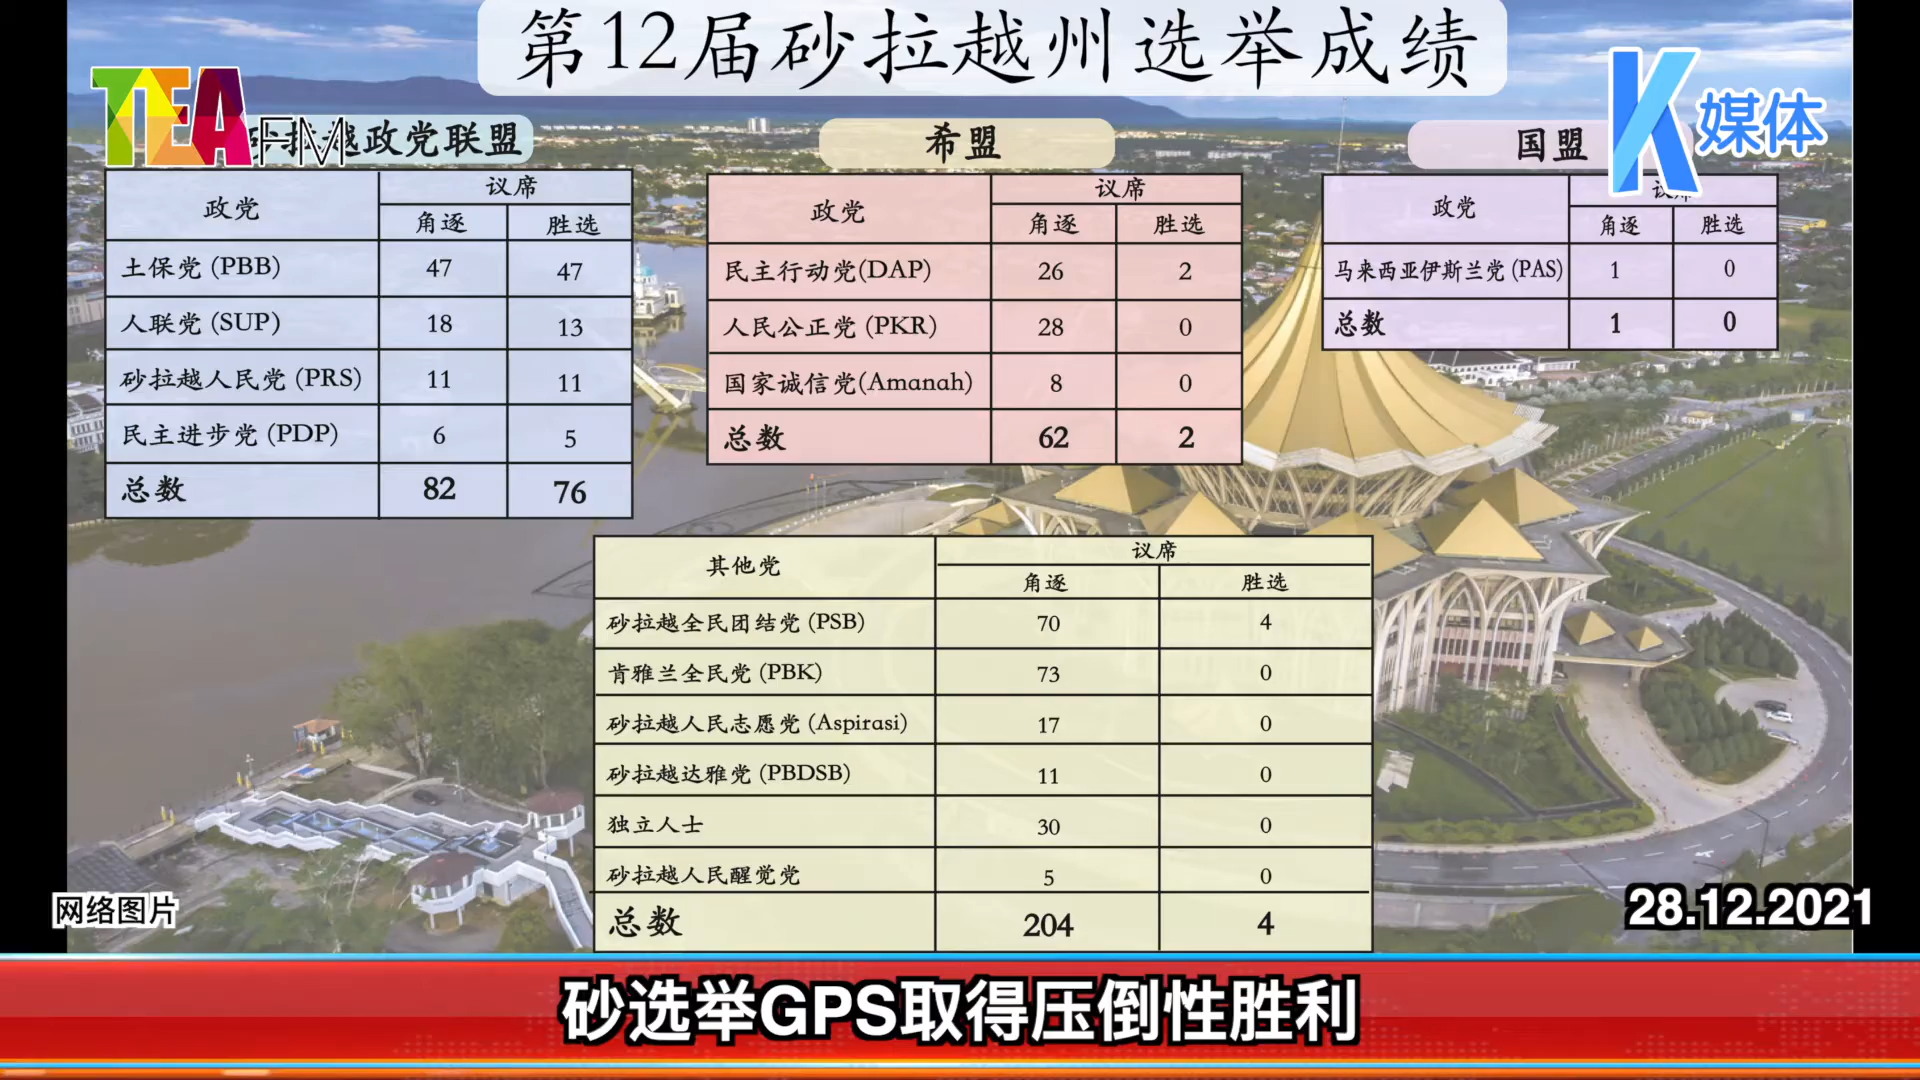 第12届砂拉越州选举成绩
TEA FM
K 媒体
越政党联盟
政党 议席
角逐 胜选
土保党 (PBB) 47 47
人联党 (SUP) 18 13
砂拉越人民党 (PRS) 11 11
民主进步党 (PDP) 6 5
总数 82 76
希盟
政党 议席
角逐 胜选
民主行动党(DAP) 26 2
人民公正党 (PKR) 28 0
国家诚信党(Amanah) 8 0
总数 62 2
国盟
政党 议席
角逐 胜选
马来西亚伊斯兰党 (PAS) 1 0
总数 1 0
其他党 议席
角逐 胜选
砂拉越全民团结党 (PSB) 70 4
肯雅兰全民党 (PBK) 73 0
砂拉越人民志愿党 (Aspirasi) 17 0
砂拉越达雅党 (PBDSB) 11 0
独立人士 30 0
砂拉越人民醒觉党 5 0
总数 204 4
网络图片
28.12.2021
砂选举GPS取得压倒性胜利